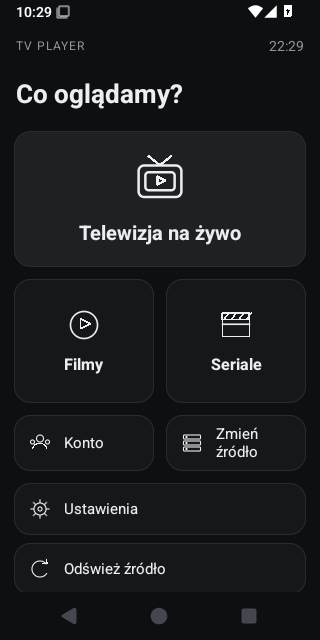 10:29
TV PLAYER
22:29
Co oglądamy?
Telewizja na żywo
Filmy
Seriale
Konto
Zmień
źródło
Ustawienia
Odśwież źródło